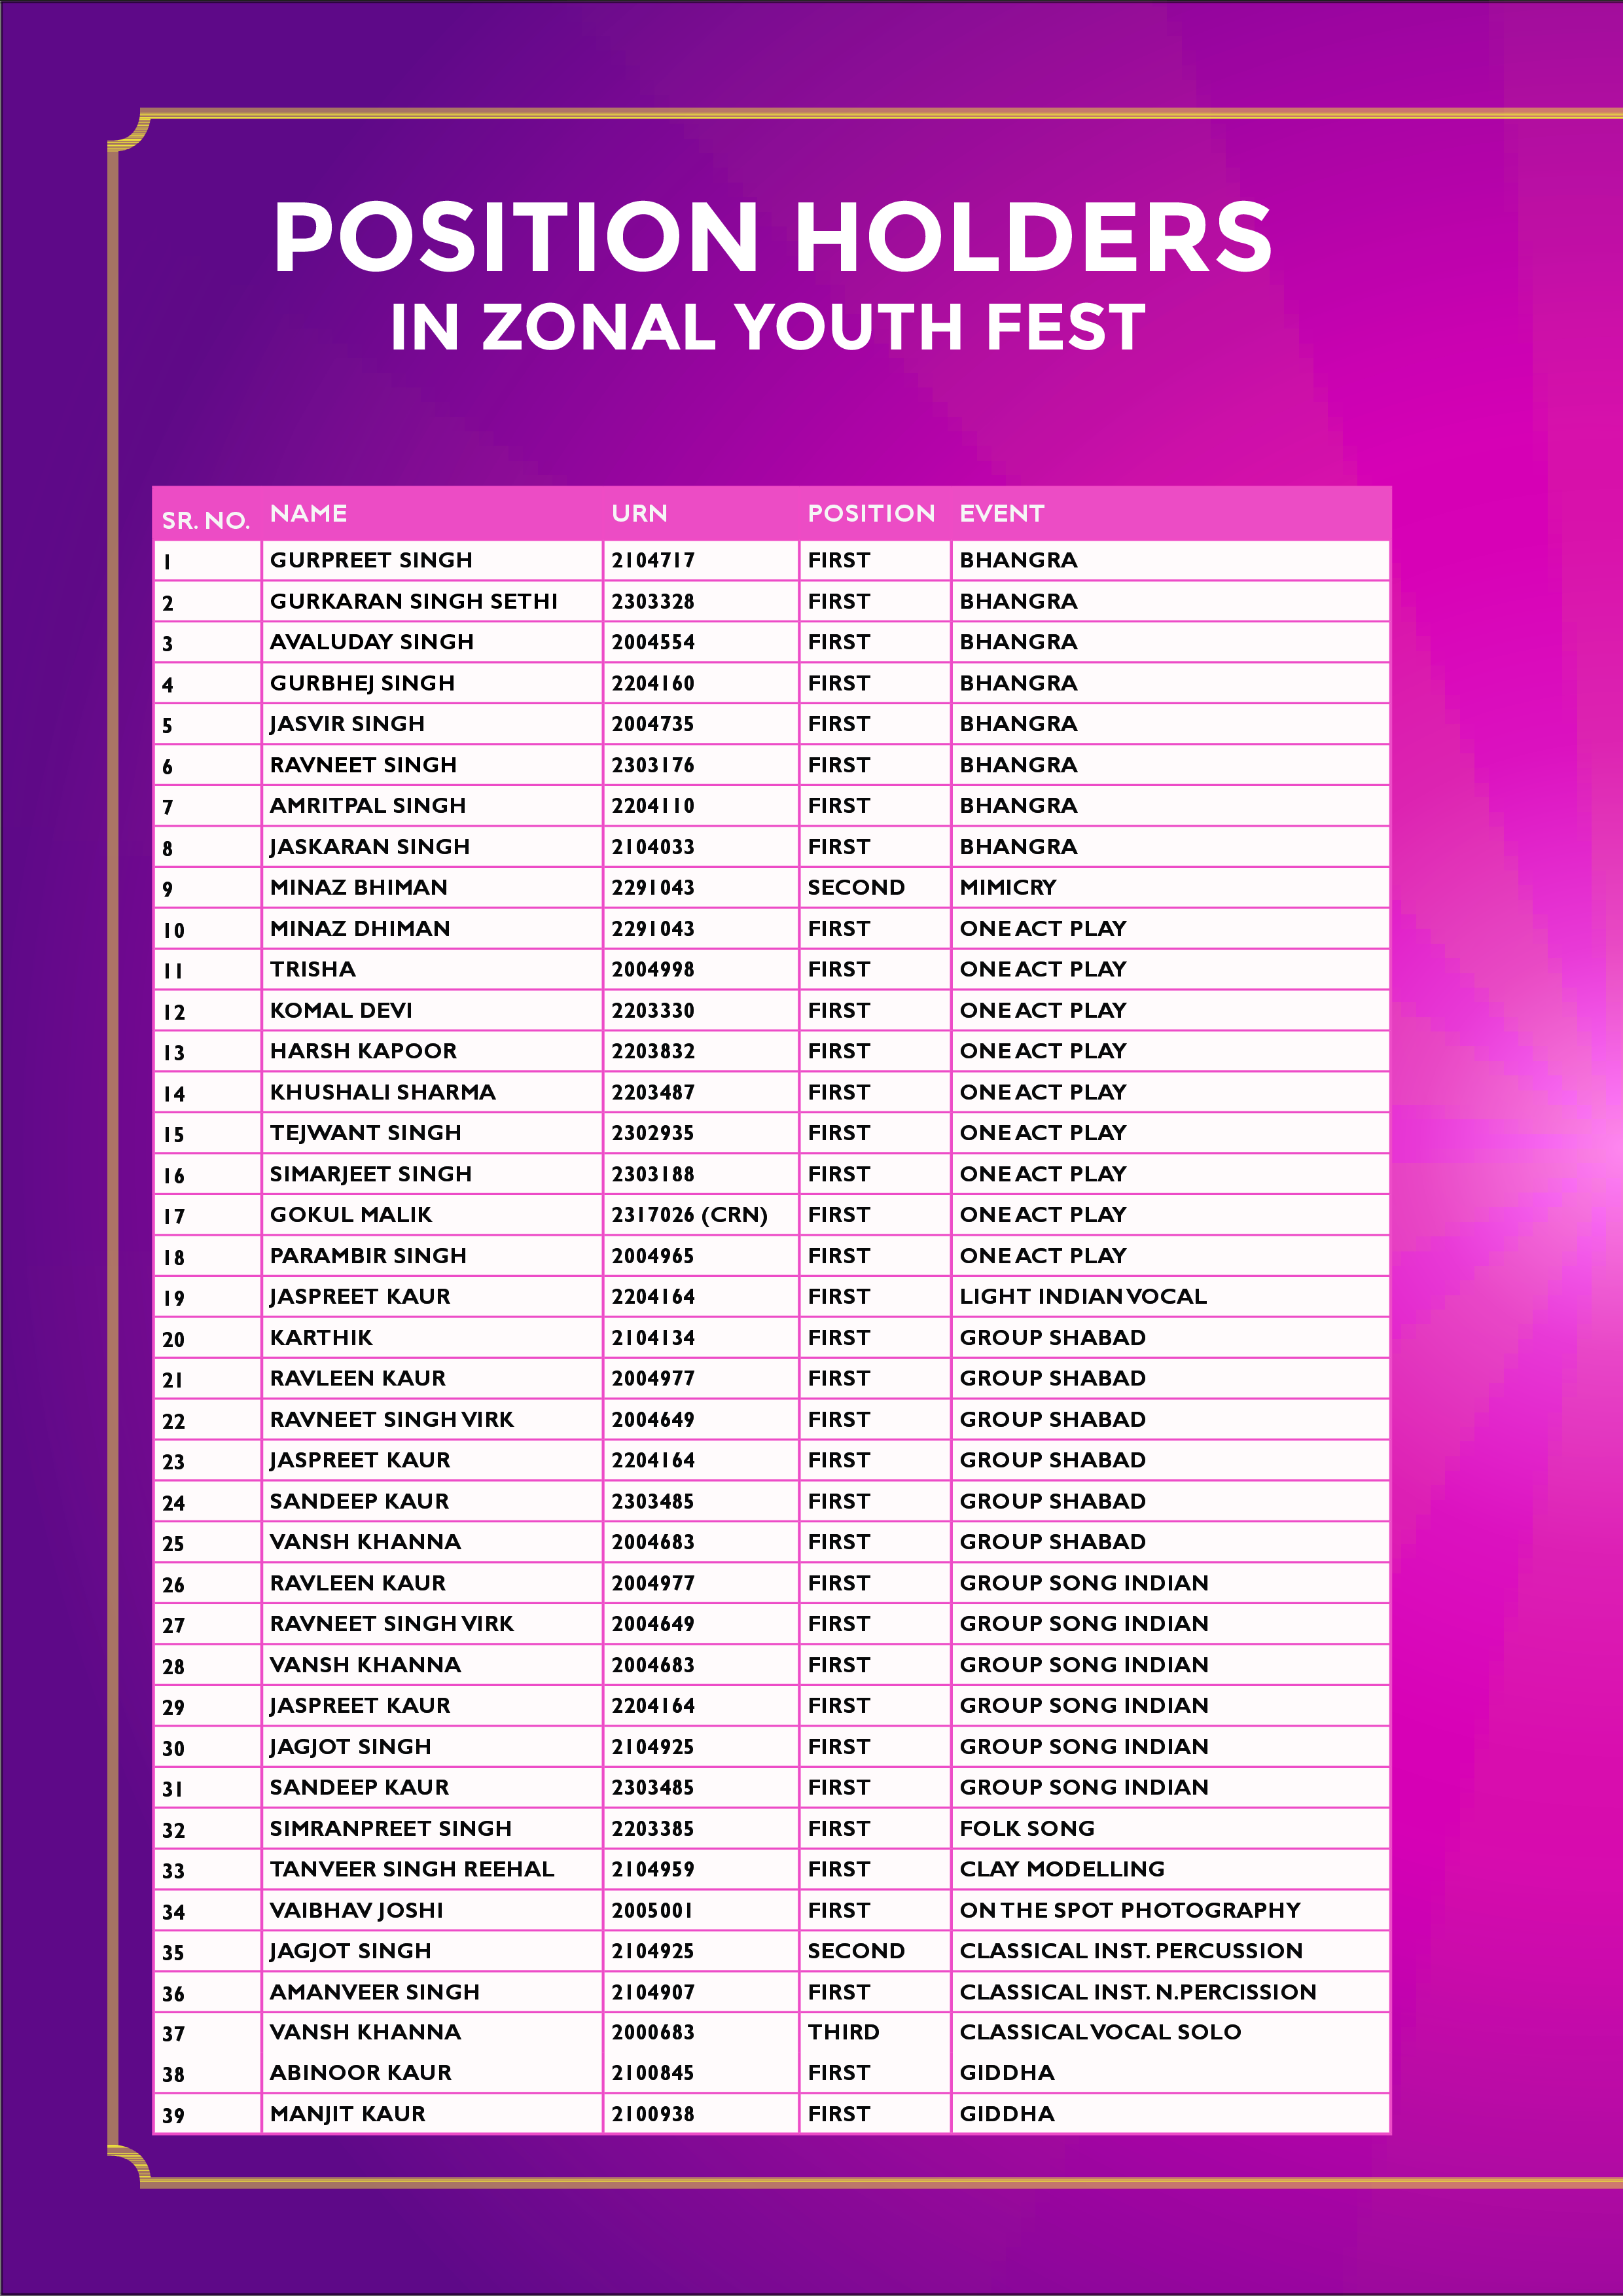 POSITION HOLDERS
IN ZONAL YOUTH FEST
SR. NO. NAME URN POSITION EVENT
1 GURPREET SINGH 2104717 FIRST BHANGRA
2 GURKARAN SINGH SETHI 2303328 FIRST BHANGRA
3 AVALUDAY SINGH 2004554 FIRST BHANGRA
4 GURBHEJ SINGH 2204160 FIRST BHANGRA
5 JASVIR SINGH 2004735 FIRST BHANGRA
6 RAVNEET SINGH 2303176 FIRST BHANGRA
7 AMRITPAL SINGH 2204110 FIRST BHANGRA
8 JASKARAN SINGH 2104033 FIRST BHANGRA
9 MINAZ BHIMAN 2291043 SECOND MIMICRY
10 MINAZ DHIMAN 2291043 FIRST ONE ACT PLAY
11 TRISHA 2004998 FIRST ONE ACT PLAY
12 KOMAL DEVI 2203330 FIRST ONE ACT PLAY
13 HARSH KAPOOR 2203832 FIRST ONE ACT PLAY
14 KHUSHALI SHARMA 2203487 FIRST ONE ACT PLAY
15 TEJWANT SINGH 2302935 FIRST ONE ACT PLAY
16 SIMARJEET SINGH 2303188 FIRST ONE ACT PLAY
17 GOKUL MALIK 2317026 (CRN) FIRST ONE ACT PLAY
18 PARAMBIR SINGH 2004965 FIRST ONE ACT PLAY
19 JASPREET KAUR 2204164 FIRST LIGHT INDIAN VOCAL
20 KARTHIK 2104134 FIRST GROUP SHABAD
21 RAVLEEN KAUR 2004977 FIRST GROUP SHABAD
22 RAVNEET SINGH VIRK 2004649 FIRST GROUP SHABAD
23 JASPREET KAUR 2204164 FIRST GROUP SHABAD
24 SANDEEP KAUR 2303485 FIRST GROUP SHABAD
25 VANSH KHANNA 2004683 FIRST GROUP SHABAD
26 RAVLEEN KAUR 2004977 FIRST GROUP SONG INDIAN
27 RAVNEET SINGH VIRK 2004649 FIRST GROUP SONG INDIAN
28 VANSH KHANNA 2004683 FIRST GROUP SONG INDIAN
29 JASPREET KAUR 2204164 FIRST GROUP SONG INDIAN
30 JAGJOT SINGH 2104925 FIRST GROUP SONG INDIAN
31 SANDEEP KAUR 2303485 FIRST GROUP SONG INDIAN
32 SIMRANPREET SINGH 2203385 FIRST FOLK SONG
33 TANVEER SINGH REEHAL 2104959 FIRST CLAY MODELLING
34 VAIBHAV JOSHI 2005001 FIRST ON THE SPOT PHOTOGRAPHY
35 JAGJOT SINGH 2104925 SECOND CLASSICAL INST. PERCUSSION
36 AMANVEER SINGH 2104907 FIRST CLASSICAL INST. N.PERCISSION
37 VANSH KHANNA 2000683 THIRD CLASSICAL VOCAL SOLO
38 ABINOOR KAUR 2100845 FIRST GIDDHA
39 MANJIT KAUR 2100938 FIRST GIDDHA